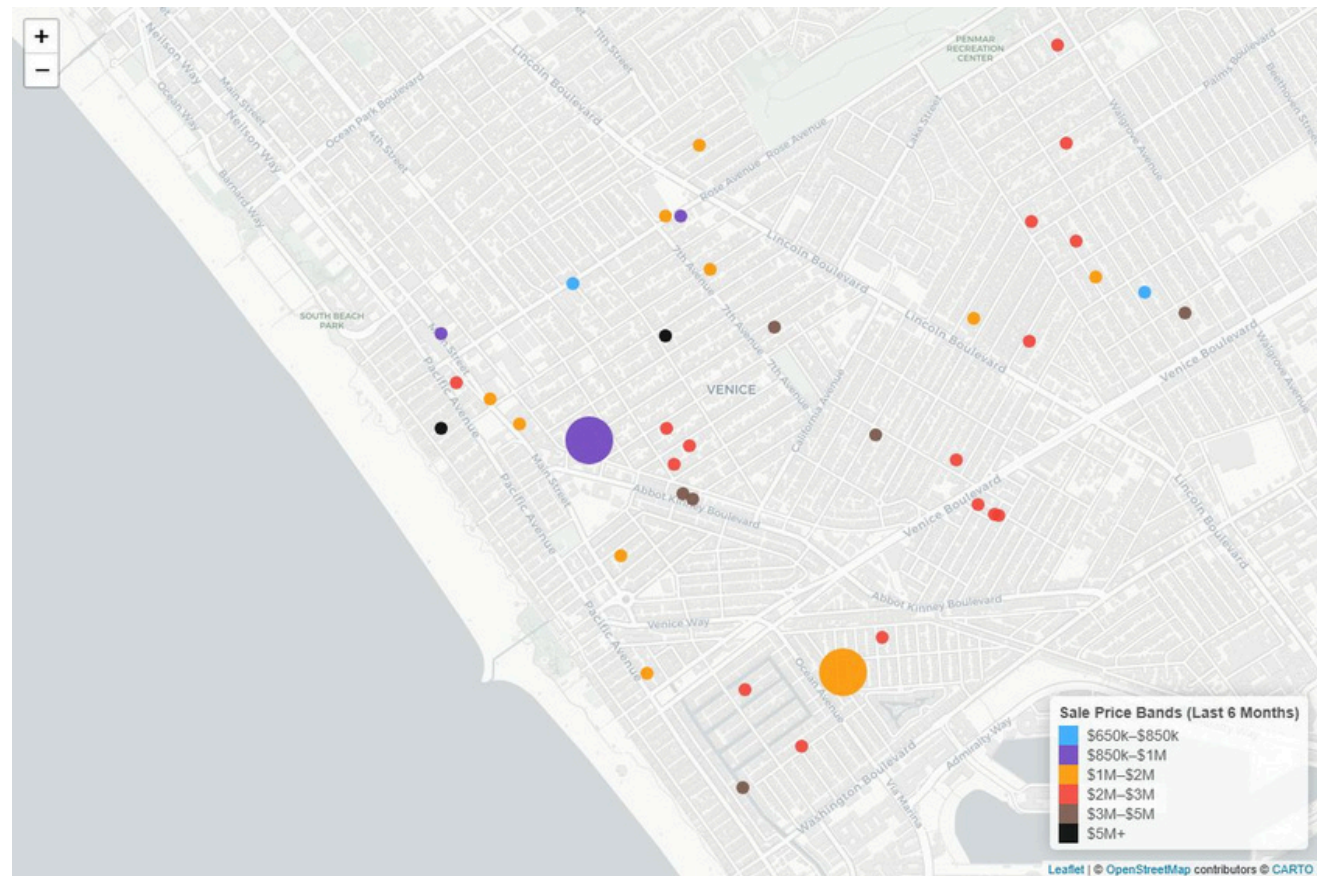 +
−
Neilson Way
Main Street
Ocean Way
Neilson Way
Barnard Way
Ocean Park Boulevard
4th Street
11th Street
Lincoln Boulevard
PENMAR
RECREATION
CENTER
Palms Boulevard
Beethoven Street
Walgrove Avenue
Lake Street
Rose Avenue
Rose Avenue
Lincoln Boulevard
7th Avenue
SOUTH BEACH
PARK
Main Street
Pacific Avenue
7th Avenue
7th Avenue
VENICE
California Avenue
Lincoln Boulevard
Venice Boulevard
Walgrove Avenue
Main Street
Pacific Avenue
Abbot Kinney Boulevard
Venice Boulevard
Lincoln Boulevard
Abbot Kinney Boulevard
Venice Way
Pacific Avenue
Ocean Avenue
Washington Boulevard
Admiralty Way
Via Marina
Sale Price Bands (Last 6 Months)
$650k–$850k
$850k–$1M
$1M–$2M
$2M–$3M
$3M–$5M
$5M+
Leaflet | © OpenStreetMap contributors © CARTO